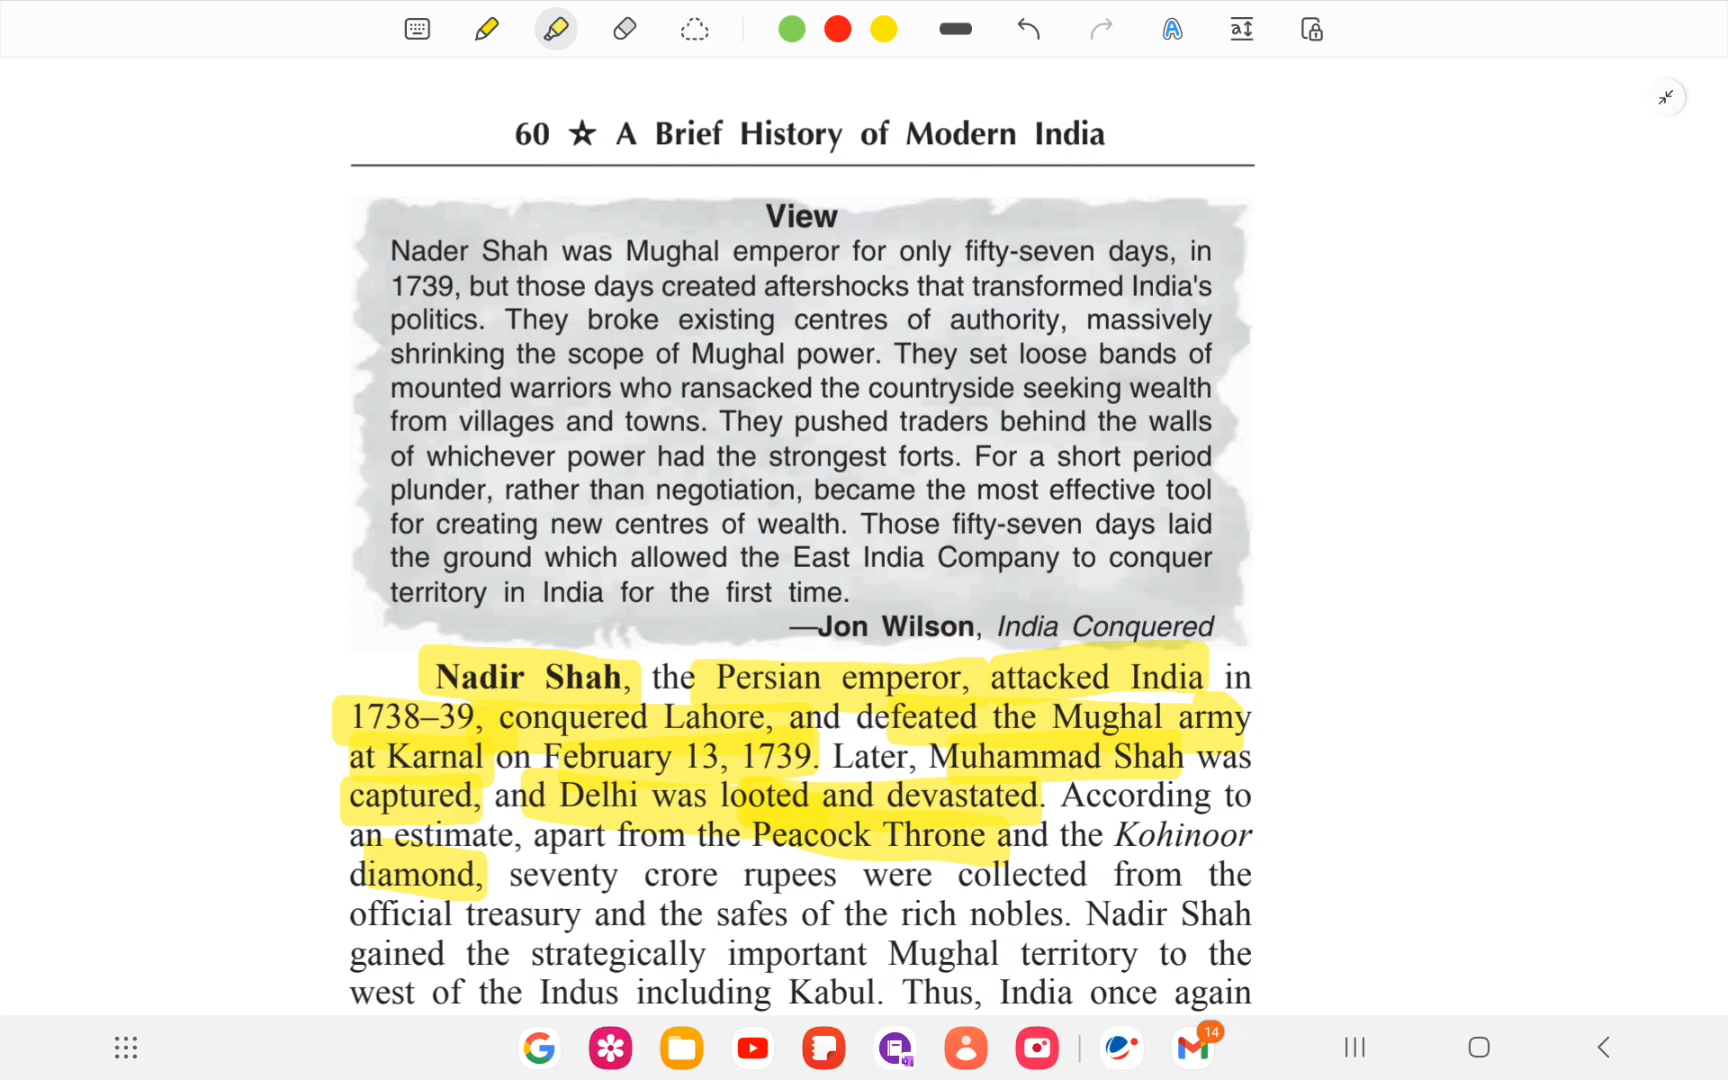 60 ☆ A Brief History of Modern India
View
Nader Shah was Mughal emperor for only fifty-seven days, in
1739, but those days created aftershocks that transformed India's
politics. They broke existing centres of authority, massively
shrinking the scope of Mughal power. They set loose bands of
mounted warriors who ransacked the countryside seeking wealth
from villages and towns. They pushed traders behind the walls
of whichever power had the strongest forts. For a short period
plunder, rather than negotiation, became the most effective tool
for creating new centres of wealth. Those fifty-seven days laid
the ground which allowed the East India Company to conquer
territory in India for the first time.
—Jon Wilson, India Conquered
Nadir Shah, the Persian emperor, attacked India in
1738–39, conquered Lahore, and defeated the Mughal army
at Karnal on February 13, 1739. Later, Muhammad Shah was
captured, and Delhi was looted and devastated. According to
an estimate, apart from the Peacock Throne and the Kohinoor
diamond, seventy crore rupees were collected from the
official treasury and the safes of the rich nobles. Nadir Shah
gained the strategically important Mughal territory to the
west of the Indus including Kabul. Thus, India once again
14